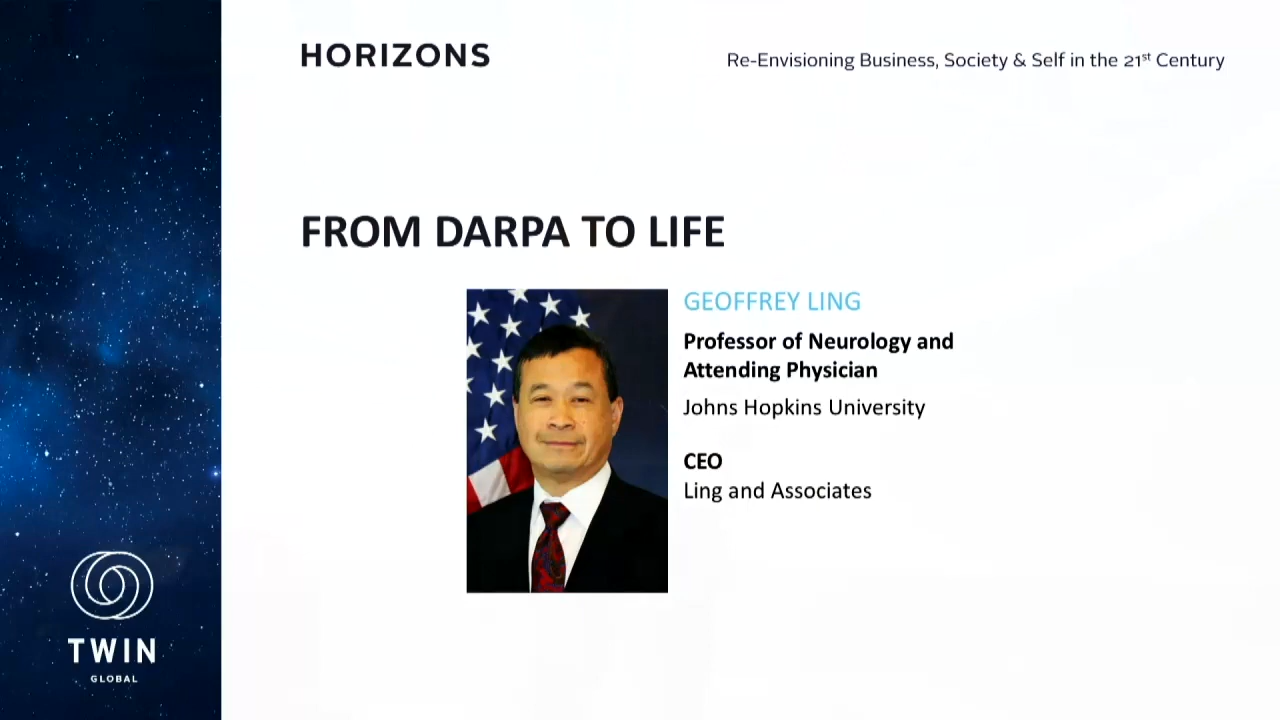 HORIZONS
Re-Envisioning Business, Society & Self in the 21st Century
FROM DARPA TO LIFE
GEOFFREY LING
Professor of Neurology and
Attending Physician
Johns Hopkins University
CEO
Ling and Associates
TWIN
GLOBAL